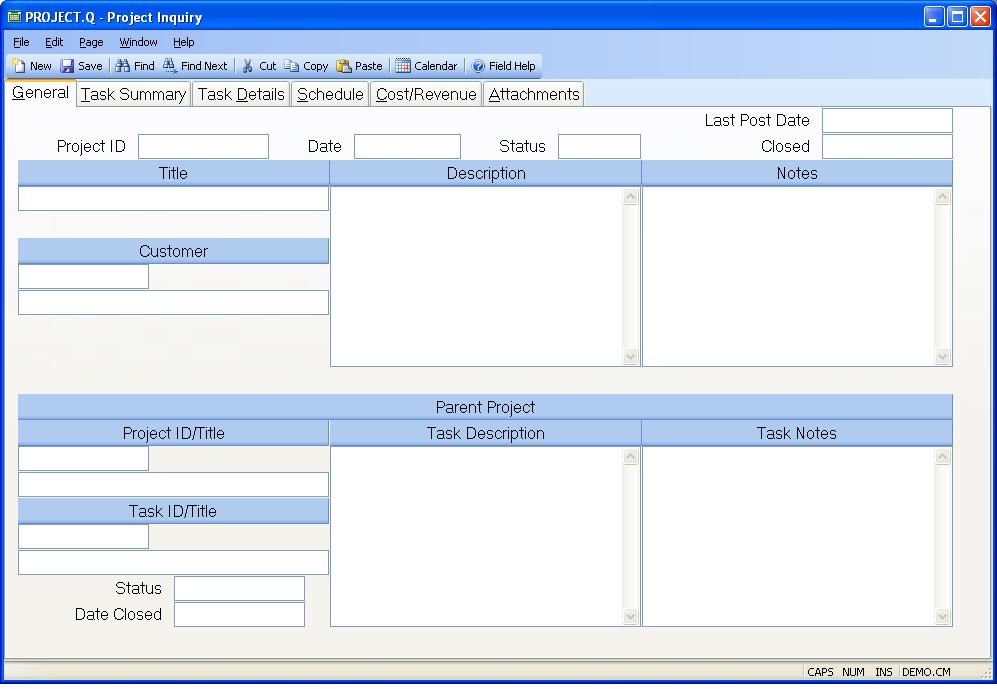 PROJECT.Q - Project Inquiry
File Edit Page Window Help
New Save Find Find Next Cut Copy Paste Calendar Field Help
General Task Summary Task Details Schedule Cost/Revenue Attachments
Last Post Date
Project ID Date Status Closed
Title Description Notes
Customer
Parent Project
Project ID/Title Task Description Task Notes
Task ID/Title
Status
Date Closed
CAPS NUM INS DEMO.CM